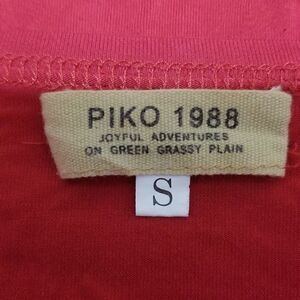 PIKO 1988
JOYFUL ADVENTURES
ON GREEN GRASSY PLAIN
S